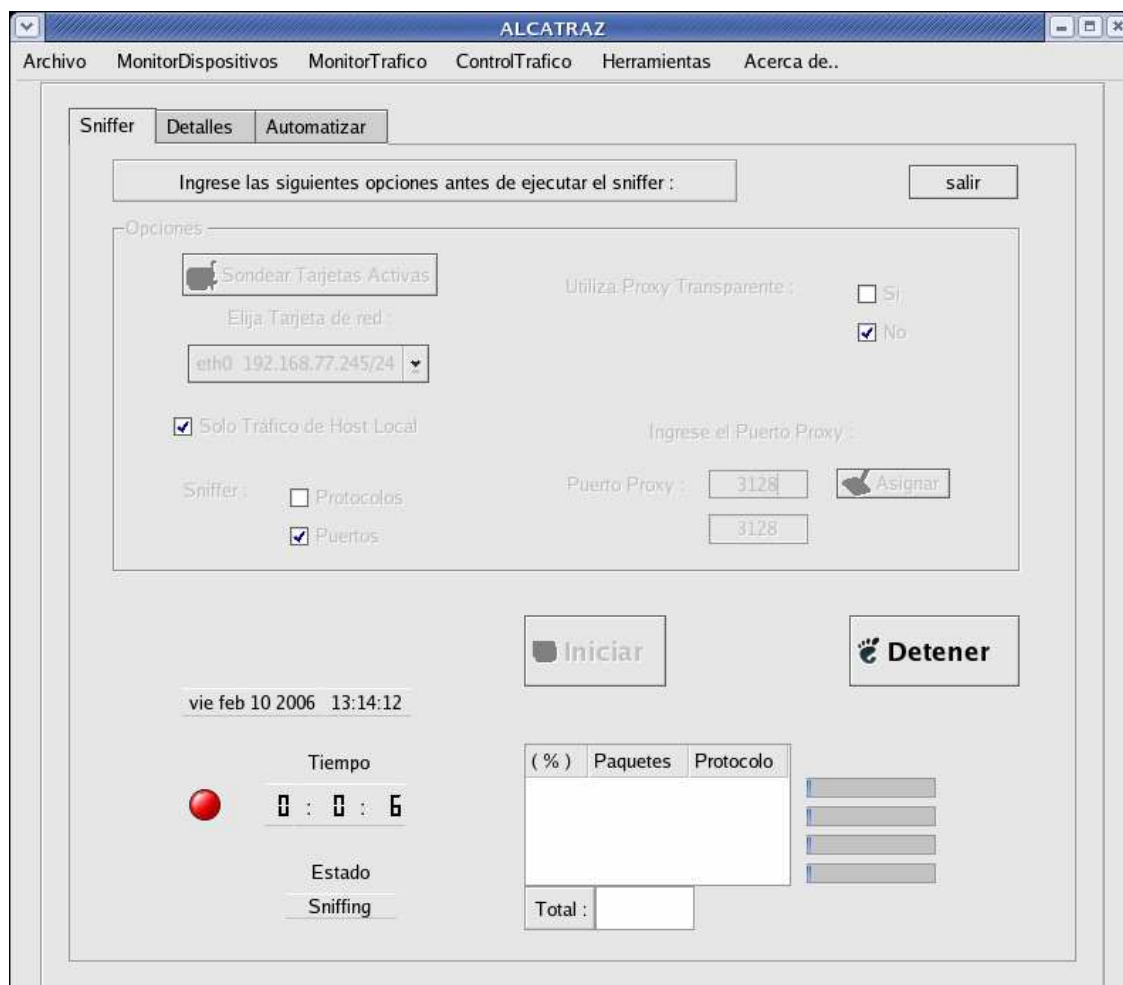 ALCATRAZ
Archivo MonitorDispositivos MonitorTrafico ControlTrafico Herramientas Acerca de..
Sniffer Detalles Automatizar
Ingrese las siguientes opciones antes de ejecutar el sniffer :
salir
Opciones
Sondear Tarjetas Activas
Utiliza Proxy Transparente :
Si
Elija Tarjeta de red :
No
eth0 192.168.77.245/24
Solo Tráfico de Host Local
Ingrese el Puerto Proxy :
Sniffer :
Protocolos
Puerto Proxy :
3128
Asignar
Puertos
3128
Iniciar
Detener
vie feb 10 2006 13:14:12
Tiempo
( % ) Paquetes Protocolo
0 : 0 : 6
Estado
Sniffing
Total :